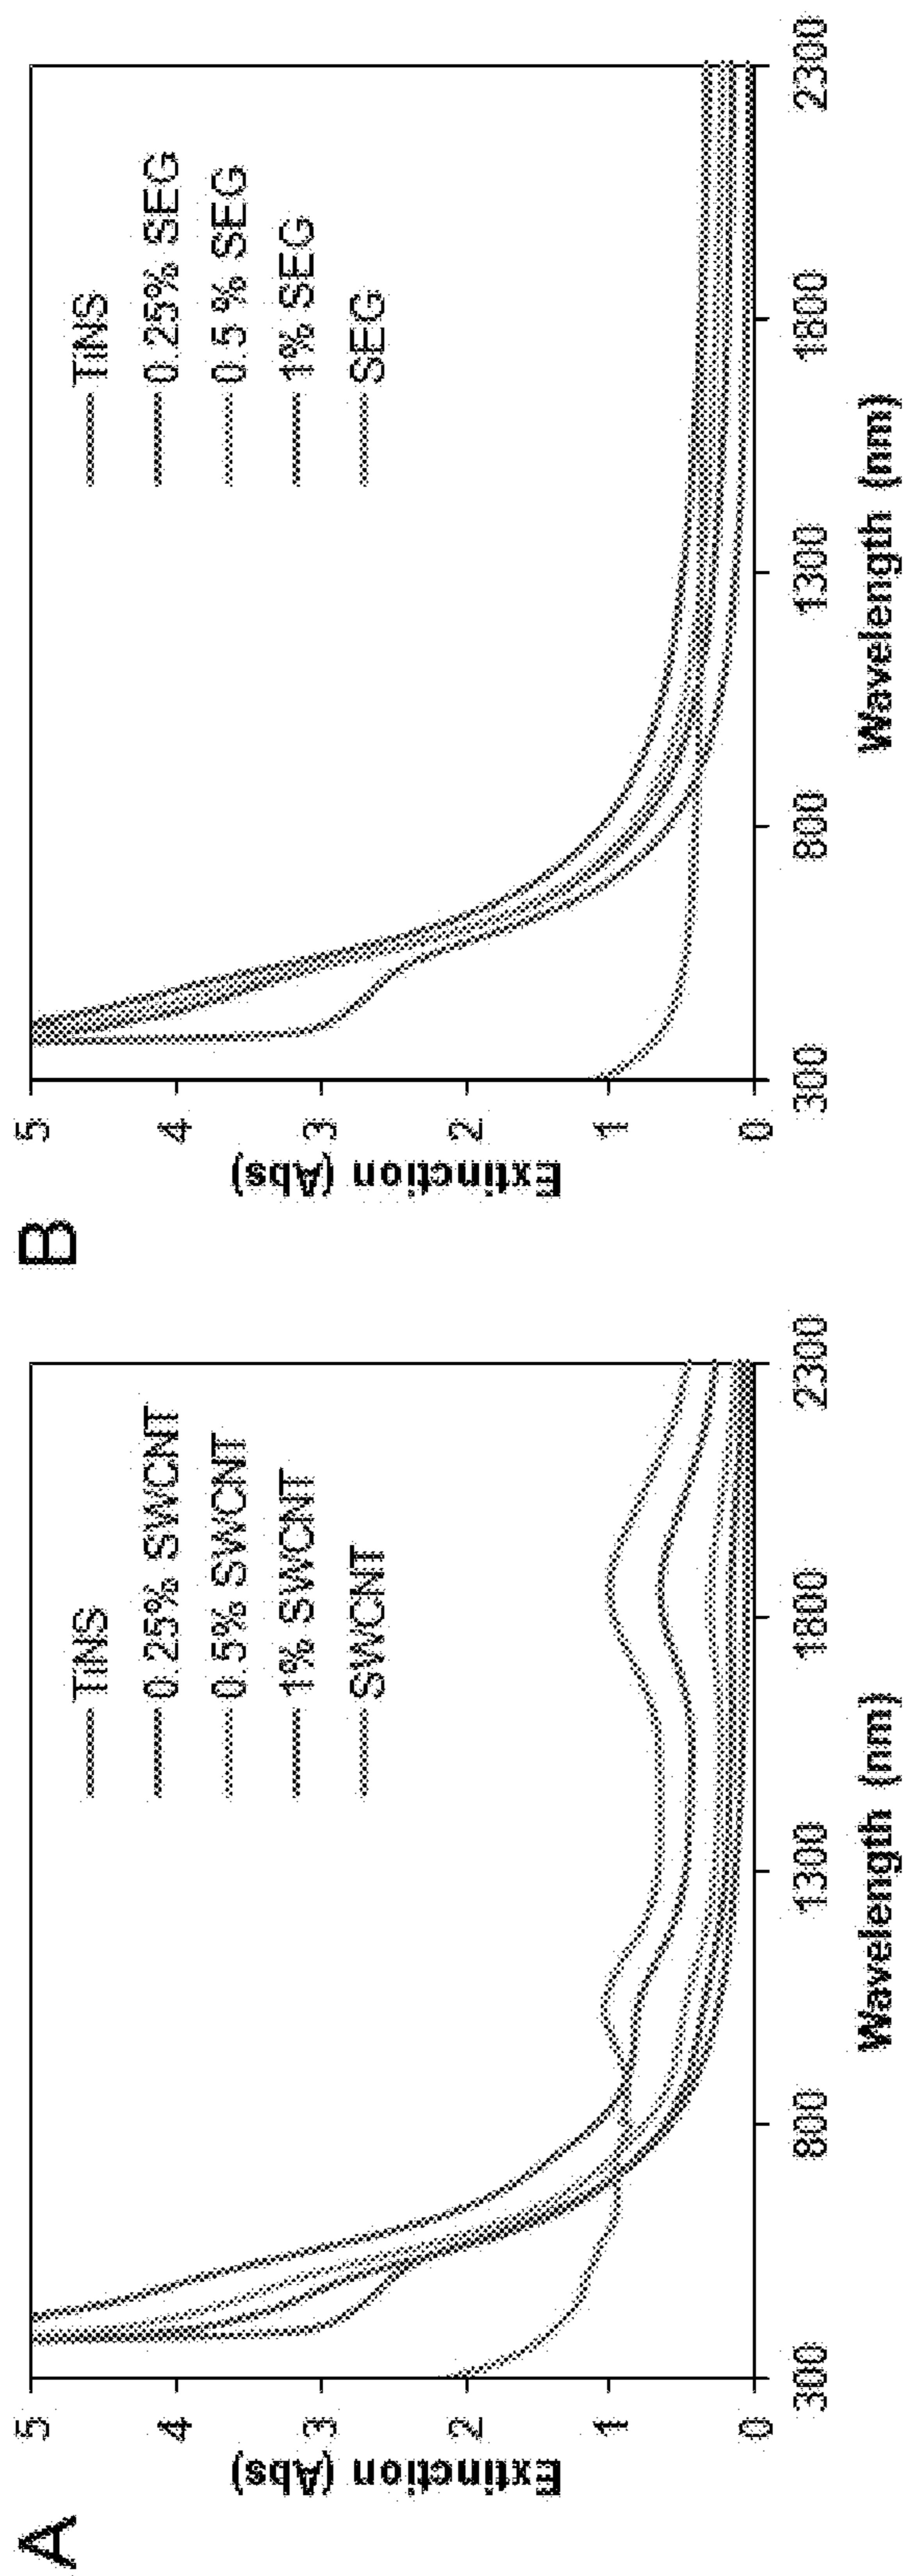 A
Extinction (Abs)
5
4
3
2
1
0
300
800
1300
1800
2300
Wavelength (nm)
TiNS
0.25% SWCNT
0.5% SWCNT
1% SWCNT
SWCNT
B
Extinction (Abs)
5
4
3
2
1
0
300
800
1300
1800
2300
Wavelength (nm)
TiNS
0.25% SEG
0.5 % SEG
1% SEG
SEG